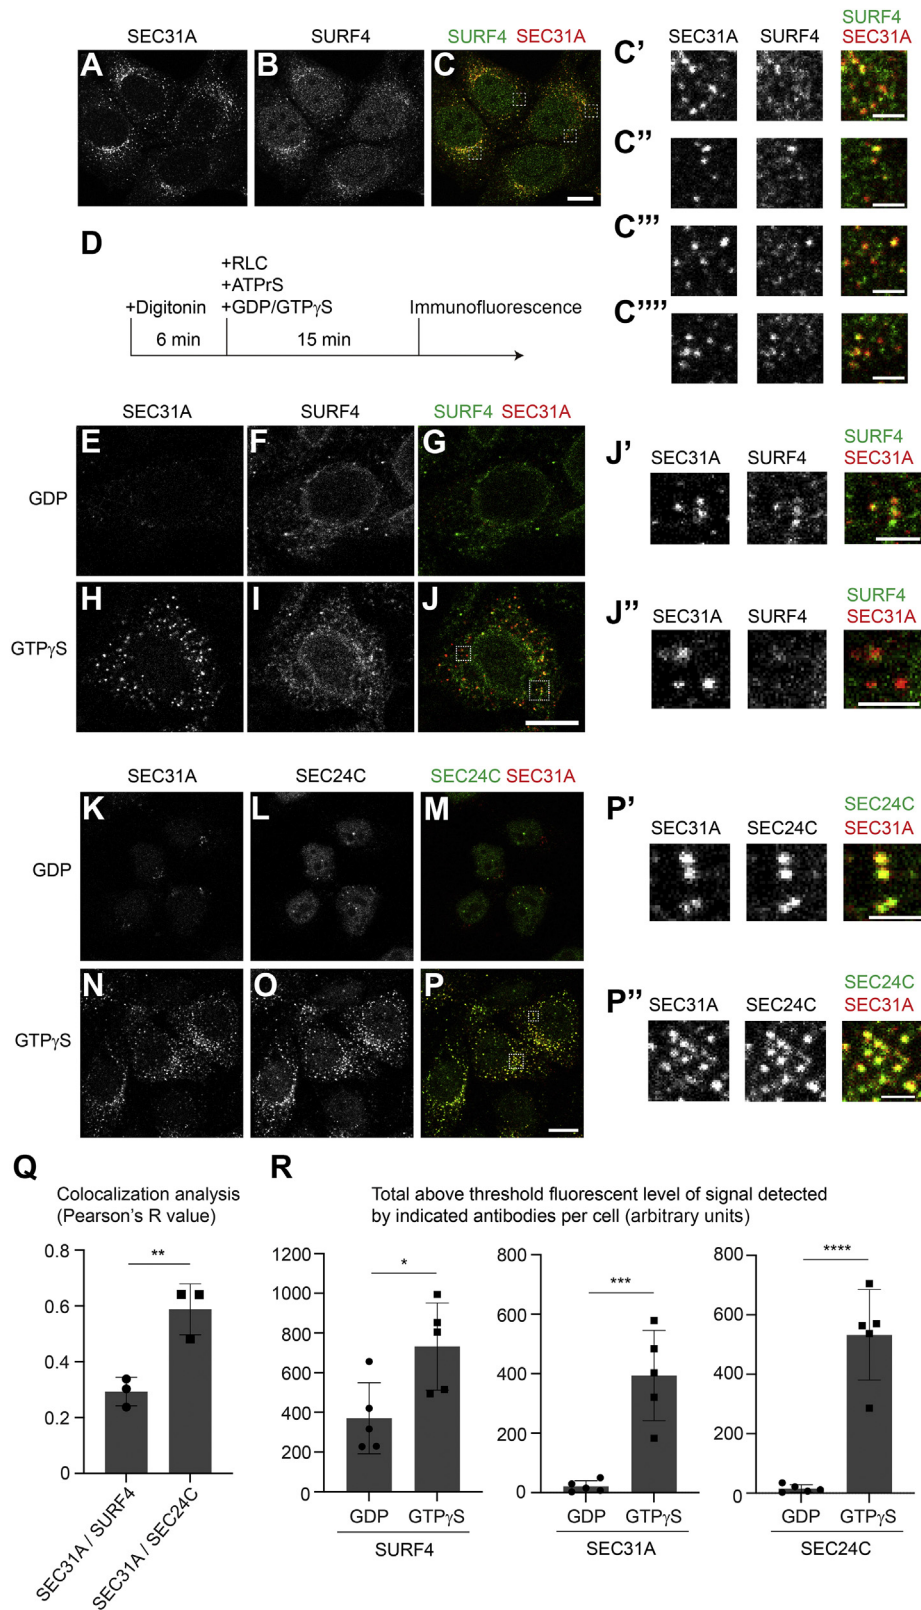 SEC31A SURF4 SURF4 SEC31A
A B C
C’
SEC31A SURF4 SURF4
SEC31A
C’’
C’’’
C’’’’
D
+RLC
+ATPrS
+Digitonin +GDP/GTPγS Immunofluorescence
6 min 15 min
SEC31A SURF4 SURF4 SEC31A
GDP
E F G
GTPγS
H I J
J’
SURF4
SEC31A SURF4 SEC31A
J’’
SURF4
SEC31A SURF4 SEC31A
SEC31A SEC24C SEC24C SEC31A
GDP
K L M
GTPγS
N O P
P’
SEC24C
SEC31A SEC24C SEC31A
P’’
SEC24C
SEC31A SEC24C SEC31A
Q
Colocalization analysis
(Pearson’s R value)
0.8
0.6
0.4
0.2
0
**
SEC31A / SURF4
SEC31A / SEC24C
R
Total above threshold fluorescent level of signal detected
by indicated antibodies per cell (arbitrary units)
1200
1000
800
600
400
200
0
*
GDP GTPγS
SURF4
800
600
400
200
0
***
GDP GTPγS
SEC31A
800
600
400
200
0
****
GDP GTPγS
SEC24C